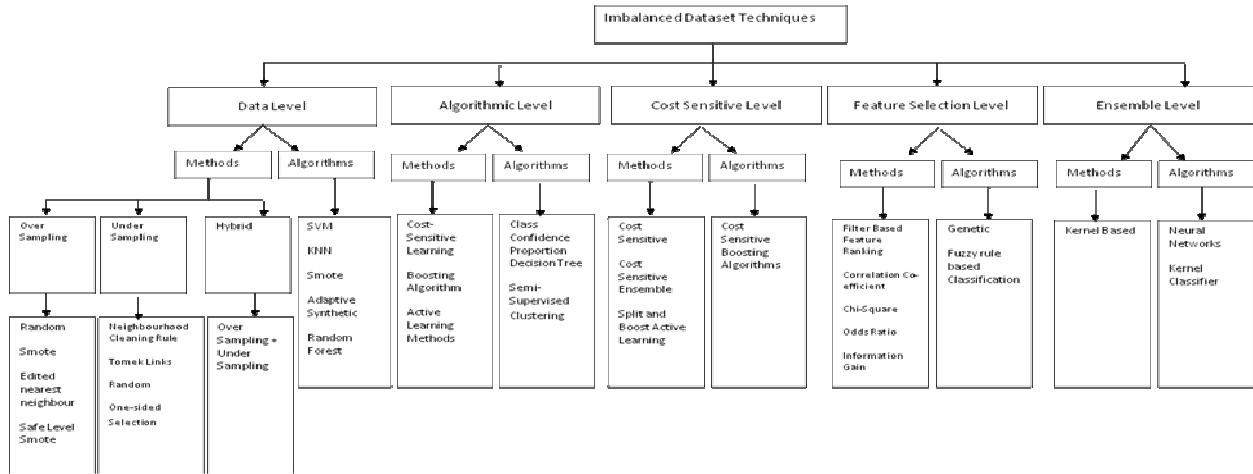 Imbalanced Dataset Techniques
Data Level
Algorithmic Level
Cost Sensitive Level
Feature Selection Level
Ensemble Level
Methods
Algorithms
Methods
Algorithms
Methods
Algorithms
Methods
Algorithms
Methods
Algorithms
Over
Sampling
Under
Sampling
Hybrid
Random
Smote
Edited
nearest
neighbour
Safe Level
Smote
Neighbourhood
Cleaning Rule
Tomek Links
Random
One-sided
Selection
Over
Sampling +
Under
Sampling
SVM
KNN
Smote
Adaptive
Synthetic
Random
Forest
Cost-
Sensitive
Learning
Boosting
Algorithm
Active
Learning
Methods
Class
Confidence
Proportion
Decision Tree
Semi-
Supervised
Clustering
Cost
Sensitive
Cost
Sensitive
Ensemble
Split and
Boost Active
Learning
Cost
Sensitive
Boosting
Algorithms
Filter Based
Feature
Ranking
Correlation Co-
efficient
Chi-Square
Odds Ratio
Information
Gain
Genetic
Fuzzy rule
based
Classification
Kernel Based
Neural
Networks
Kernel
Classifier